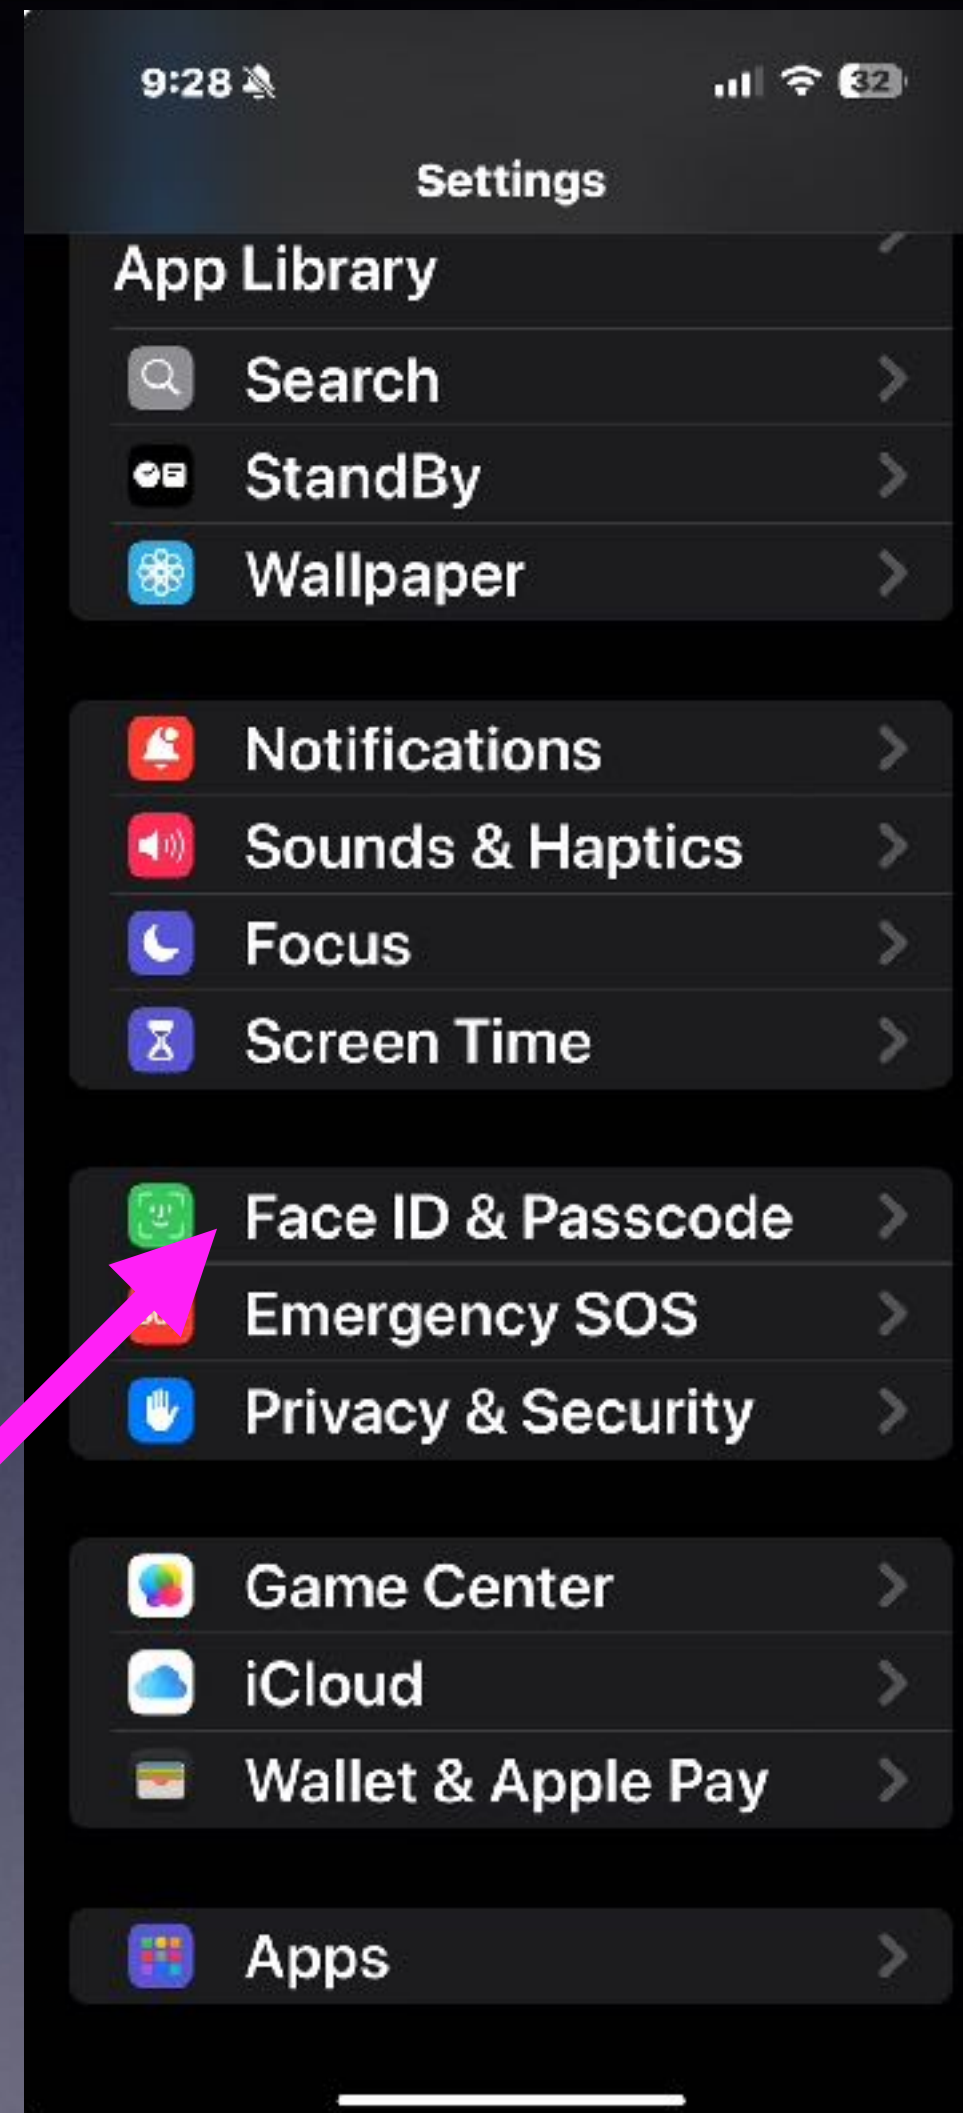 9:28
32
Settings
App Library
Search
StandBy
Wallpaper
Notifications
Sounds & Haptics
Focus
Screen Time
Face ID & Passcode
Emergency SOS
Privacy & Security
Game Center
iCloud
Wallet & Apple Pay
Apps